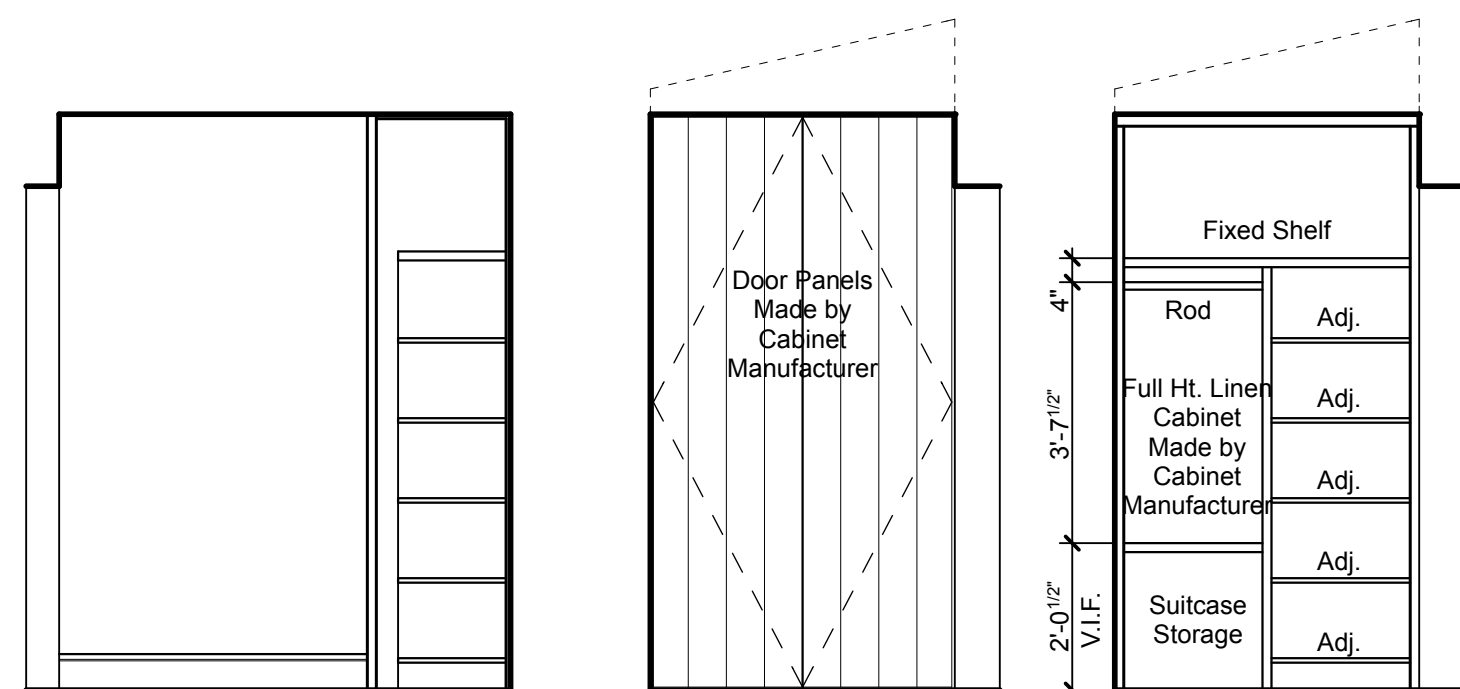 Door Panels
Made by
Cabinet
Manufacturer
Fixed Shelf
4"
Rod
Adj.
3'-7 1/2"
Full Ht. Linen
Cabinet
Made by
Cabinet
Manufacturer
Adj.
Adj.
Adj.
2'-0 1/2"
V.I.F.
Suitcase
Storage
Adj.